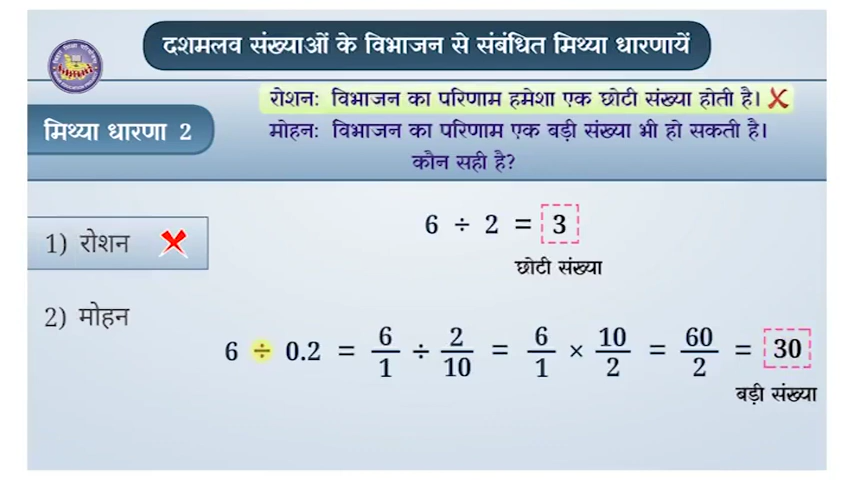 दशमलव संख्याओं के विभाजन से संबंधित मिथ्या धारणायें
मिथ्या धारणा 2
रोशनः विभाजन का परिणाम हमेशा एक छोटी संख्या होती है।
मोहनः विभाजन का परिणाम एक बड़ी संख्या भी हो सकती है।
कौन सही है?
1) रोशन
6 ÷ 2 = 3
छोटी संख्या
2) मोहन
6 ÷ 0.2 = 6/1 ÷ 2/10 = 6/1 × 10/2 = 60/2 = 30
बड़ी संख्या